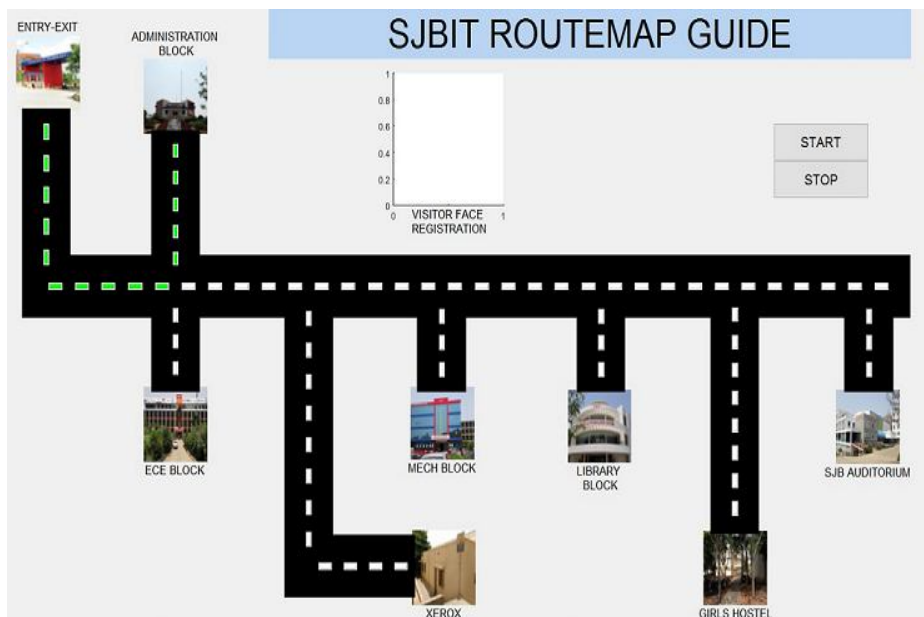 SJBIT ROUTEMAP GUIDE
ENTRY-EXIT
ADMINISTRATION
BLOCK
1
0.8
0.6
0.4
0.2
0
0
1
VISITOR FACE
REGISTRATION
START
STOP
ECE BLOCK
MECH BLOCK
LIBRARY
BLOCK
SJB AUDITORIUM
XEROX
GIRLS HOSTEL